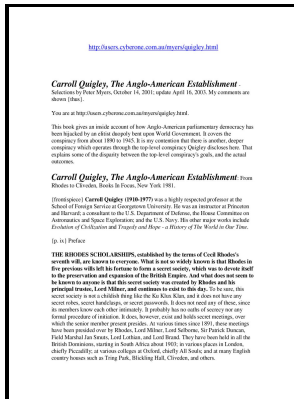 http://users.cyberone.com.au/myers/quigley.html
Carroll Quigley, The Anglo-American Establishment -
Selections by Peter Myers, October 14, 2001; update April 16, 2003. My comments are
shown {thus}.
You are at http://users.cyberone.com.au/myers/quigley.html.
This book gives an inside account of how Anglo-American parliamentary democracy has
been hijacked by an elitist deeply bent upon World Government. It covers the
conspiracy from about 1890 to 1945. It is my contention that there is another, deeper
conspiracy which operates through the top-level conspiracy Quigley discloses here. That
explains some of the disparity between the top-level conspiracy's goals, and the actual
outcomes.
Carroll Quigley, The Anglo-American Establishment: From
Rhodes to Cliveden, Books In Focus, New York 1981.
{frontispiece} Carroll Quigley (1910-1977) was a highly respected professor at the
School of Foreign Service at Georgetown University. He was an instructor at Princeton
and Harvard; a consultant to the U.S. Department of Defense, the House Committee on
Astronautics and Space Exploration; and the U.S. Navy. His other major works include
Evolution of Civilization and Tragedy and Hope - a History of The World in Our Time.
{p. ix} Preface
THE RHODES SCHOLARSHIPS, established by the terms of Cecil Rhodes's
seventh will, are known to everyone. What is not so widely known is that Rhodes in
five previous wills left his fortune to form a secret society, which was to devote itself
to the preservation and expansion of the British Empire. And what does not seem to
be known to anyone is that this secret society was created by Rhodes and his
principal trustee, Lord Milner, and continues to exist to this day. To be sure, this
secret society is not a childish thing like the Ku Klux Klan, and it does not have any
secret robes, secret handclasps, or secret passwords. It does not need any of these, since
its members know each other intimately. It probably has no oaths of secrecy nor any
formal procedure of initiation. It does, however, exist and holds secret meetings, over
which the senior member present presides. At various times since 1891, these meetings
have been presided over by Rhodes, Lord Milner, Lord Selborne, Sir Patrick Duncan,
Field Marshal Jan Smuts, Lord Lothian, and Lord Brand. They have been held in all the
British Dominions, starting in South Africa about 1903; in various places in London,
chiefly Piccadilly; at various colleges at Oxford, chiefly All Souls; and at many English
country houses such as Tring Park, Blickling Hall, Cliveden, and others.